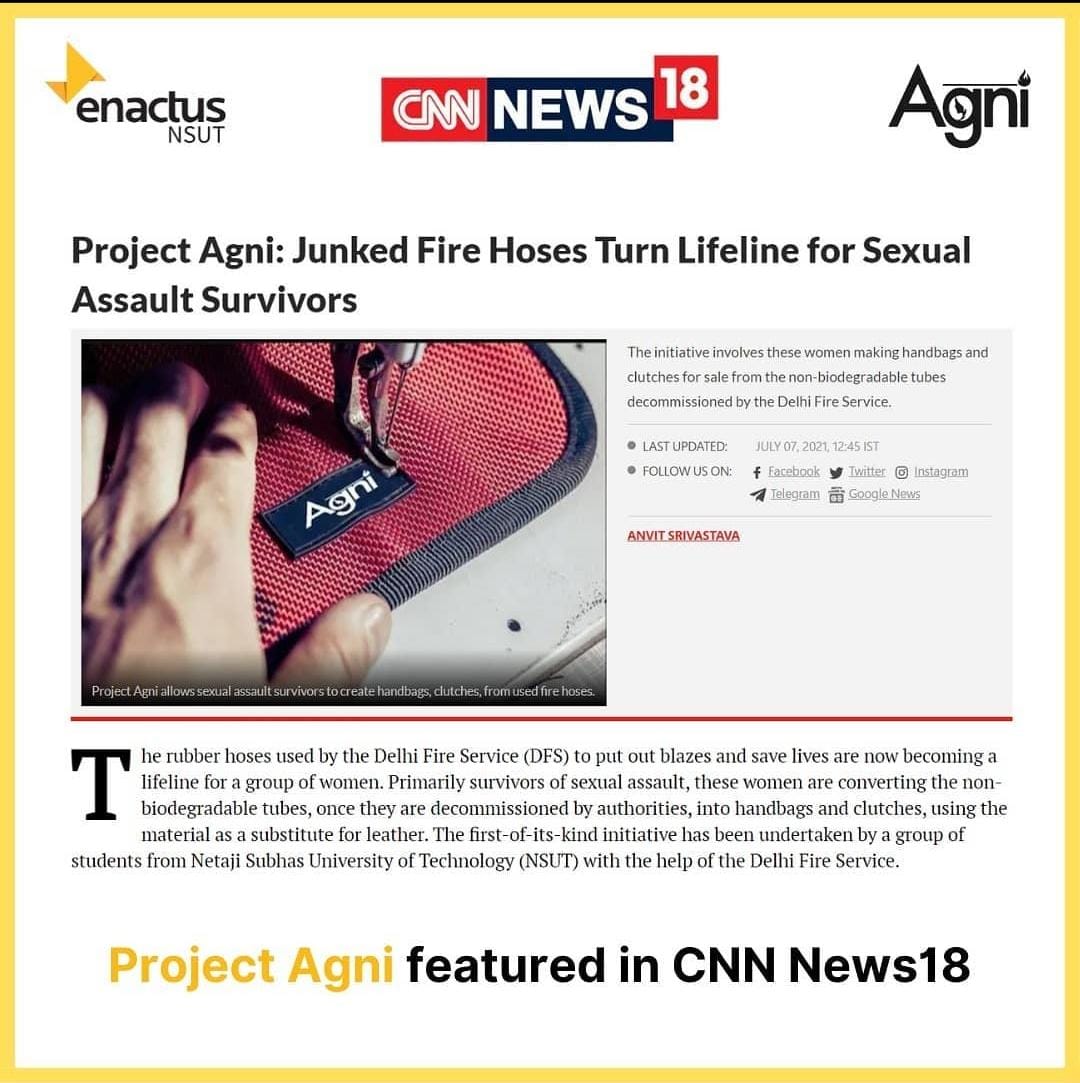 enactus
NSUT
CNN NEWS 18
Agni
Project Agni: Junked Fire Hoses Turn Lifeline for Sexual
Assault Survivors
Agni
Project Agni allows sexual assault survivors to create handbags, clutches, from used fire hoses.
The initiative involves these women making handbags and
clutches for sale from the non-biodegradable tubes
decommissioned by the Delhi Fire Service.
LAST UPDATED: JULY 07, 2021, 12:45 IST
FOLLOW US ON: Facebook Twitter Instagram
Telegram Google News
ANVIT SRIVASTAVA
The rubber hoses used by the Delhi Fire Service (DFS) to put out blazes and save lives are now becoming a
lifeline for a group of women. Primarily survivors of sexual assault, these women are converting the non-
biodegradable tubes, once they are decommissioned by authorities, into handbags and clutches, using the
material as a substitute for leather. The first-of-its-kind initiative has been undertaken by a group of
students from Netaji Subhas University of Technology (NSUT) with the help of the Delhi Fire Service.
Project Agni featured in CNN News18